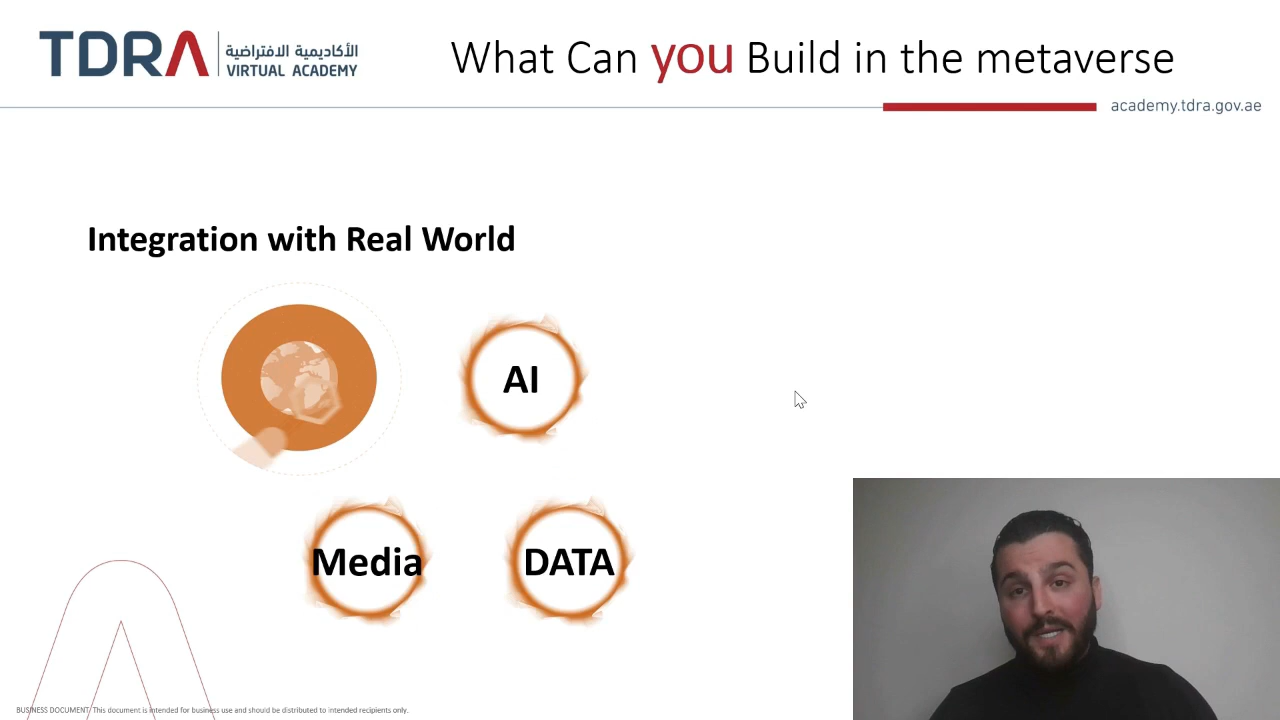 TDRA
الأكاديمية الافتراضية
VIRTUAL ACADEMY
What Can you Build in the metaverse
academy.tdra.gov.ae
Integration with Real World
AI
Media
DATA
BUSINESS DOCUMENT. This document is intended for business use and should be distributed to intended recipients only.